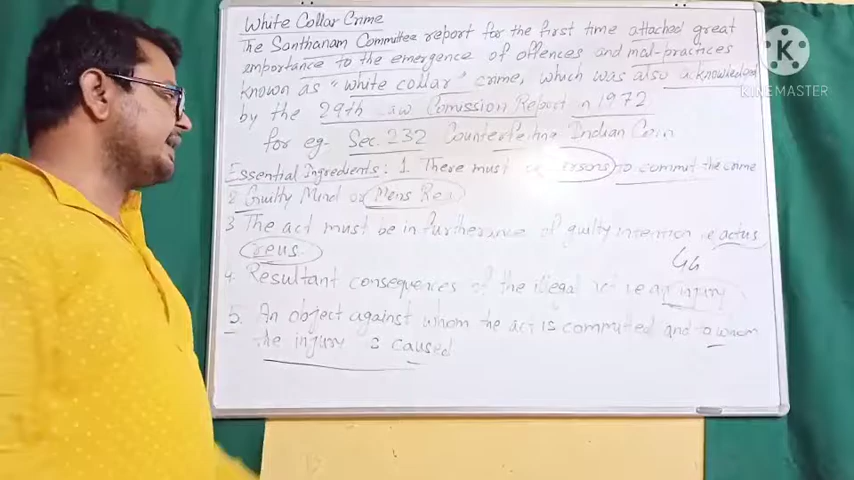 White Collar Crime
The Santhanam Committee report for the first time attached great
importance to the emergence of offences and mal-practices
known as "white collar" crime, which was also acknowledged
by the 29th Law Comission Report in 1972
for eg- Sec. 232 Counterfeiting Indian Coin
Essential Ingredients: 1. There must persons to commit the crime
2 Guilty Mind or Mens Rea
3 The act must be in furtherance of guilty intention ie actus
reus
44
4. Resultant consequences of the illegal ie an injury
5. An object against whom the act is committed and to whom
the injury is caused
K
KINEMASTER